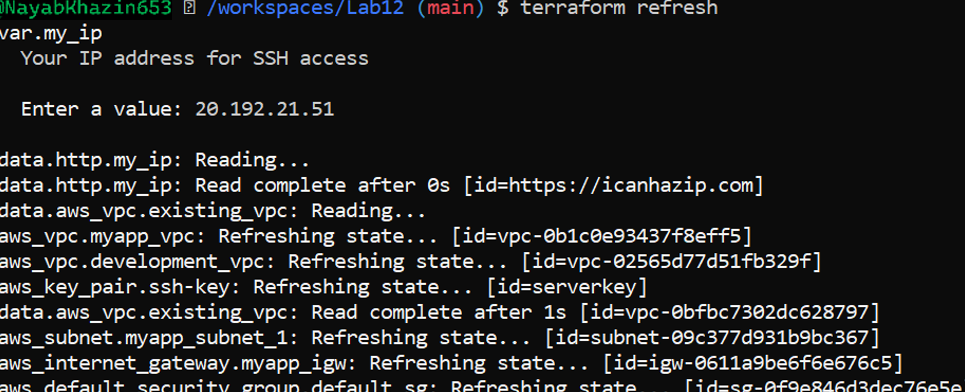 @NayabKhazin653 /workspaces/Lab12 (main) $ terraform refresh
var.my_ip
Your IP address for SSH access
Enter a value: 20.192.21.51
data.http.my_ip: Reading...
data.http.my_ip: Read complete after 0s [id=https://icanhazip.com]
data.aws_vpc.existing_vpc: Reading...
aws_vpc.myapp_vpc: Refreshing state... [id=vpc-0b1c0e93437f8eff5]
aws_vpc.development_vpc: Refreshing state... [id=vpc-02565d77d51fb329f]
aws_key_pair.ssh-key: Refreshing state... [id=serverkey]
data.aws_vpc.existing_vpc: Read complete after 1s [id=vpc-0bfbc7302dc628797]
aws_subnet.myapp_subnet_1: Refreshing state... [id=subnet-09c377d931b9bc367]
aws_internet_gateway.myapp_igw: Refreshing state... [id=igw-0611a9be6f6e676c5]
aws_default_security_group.default_sg: Refreshing state... [id=sg-0f9e846d3dec76e5e